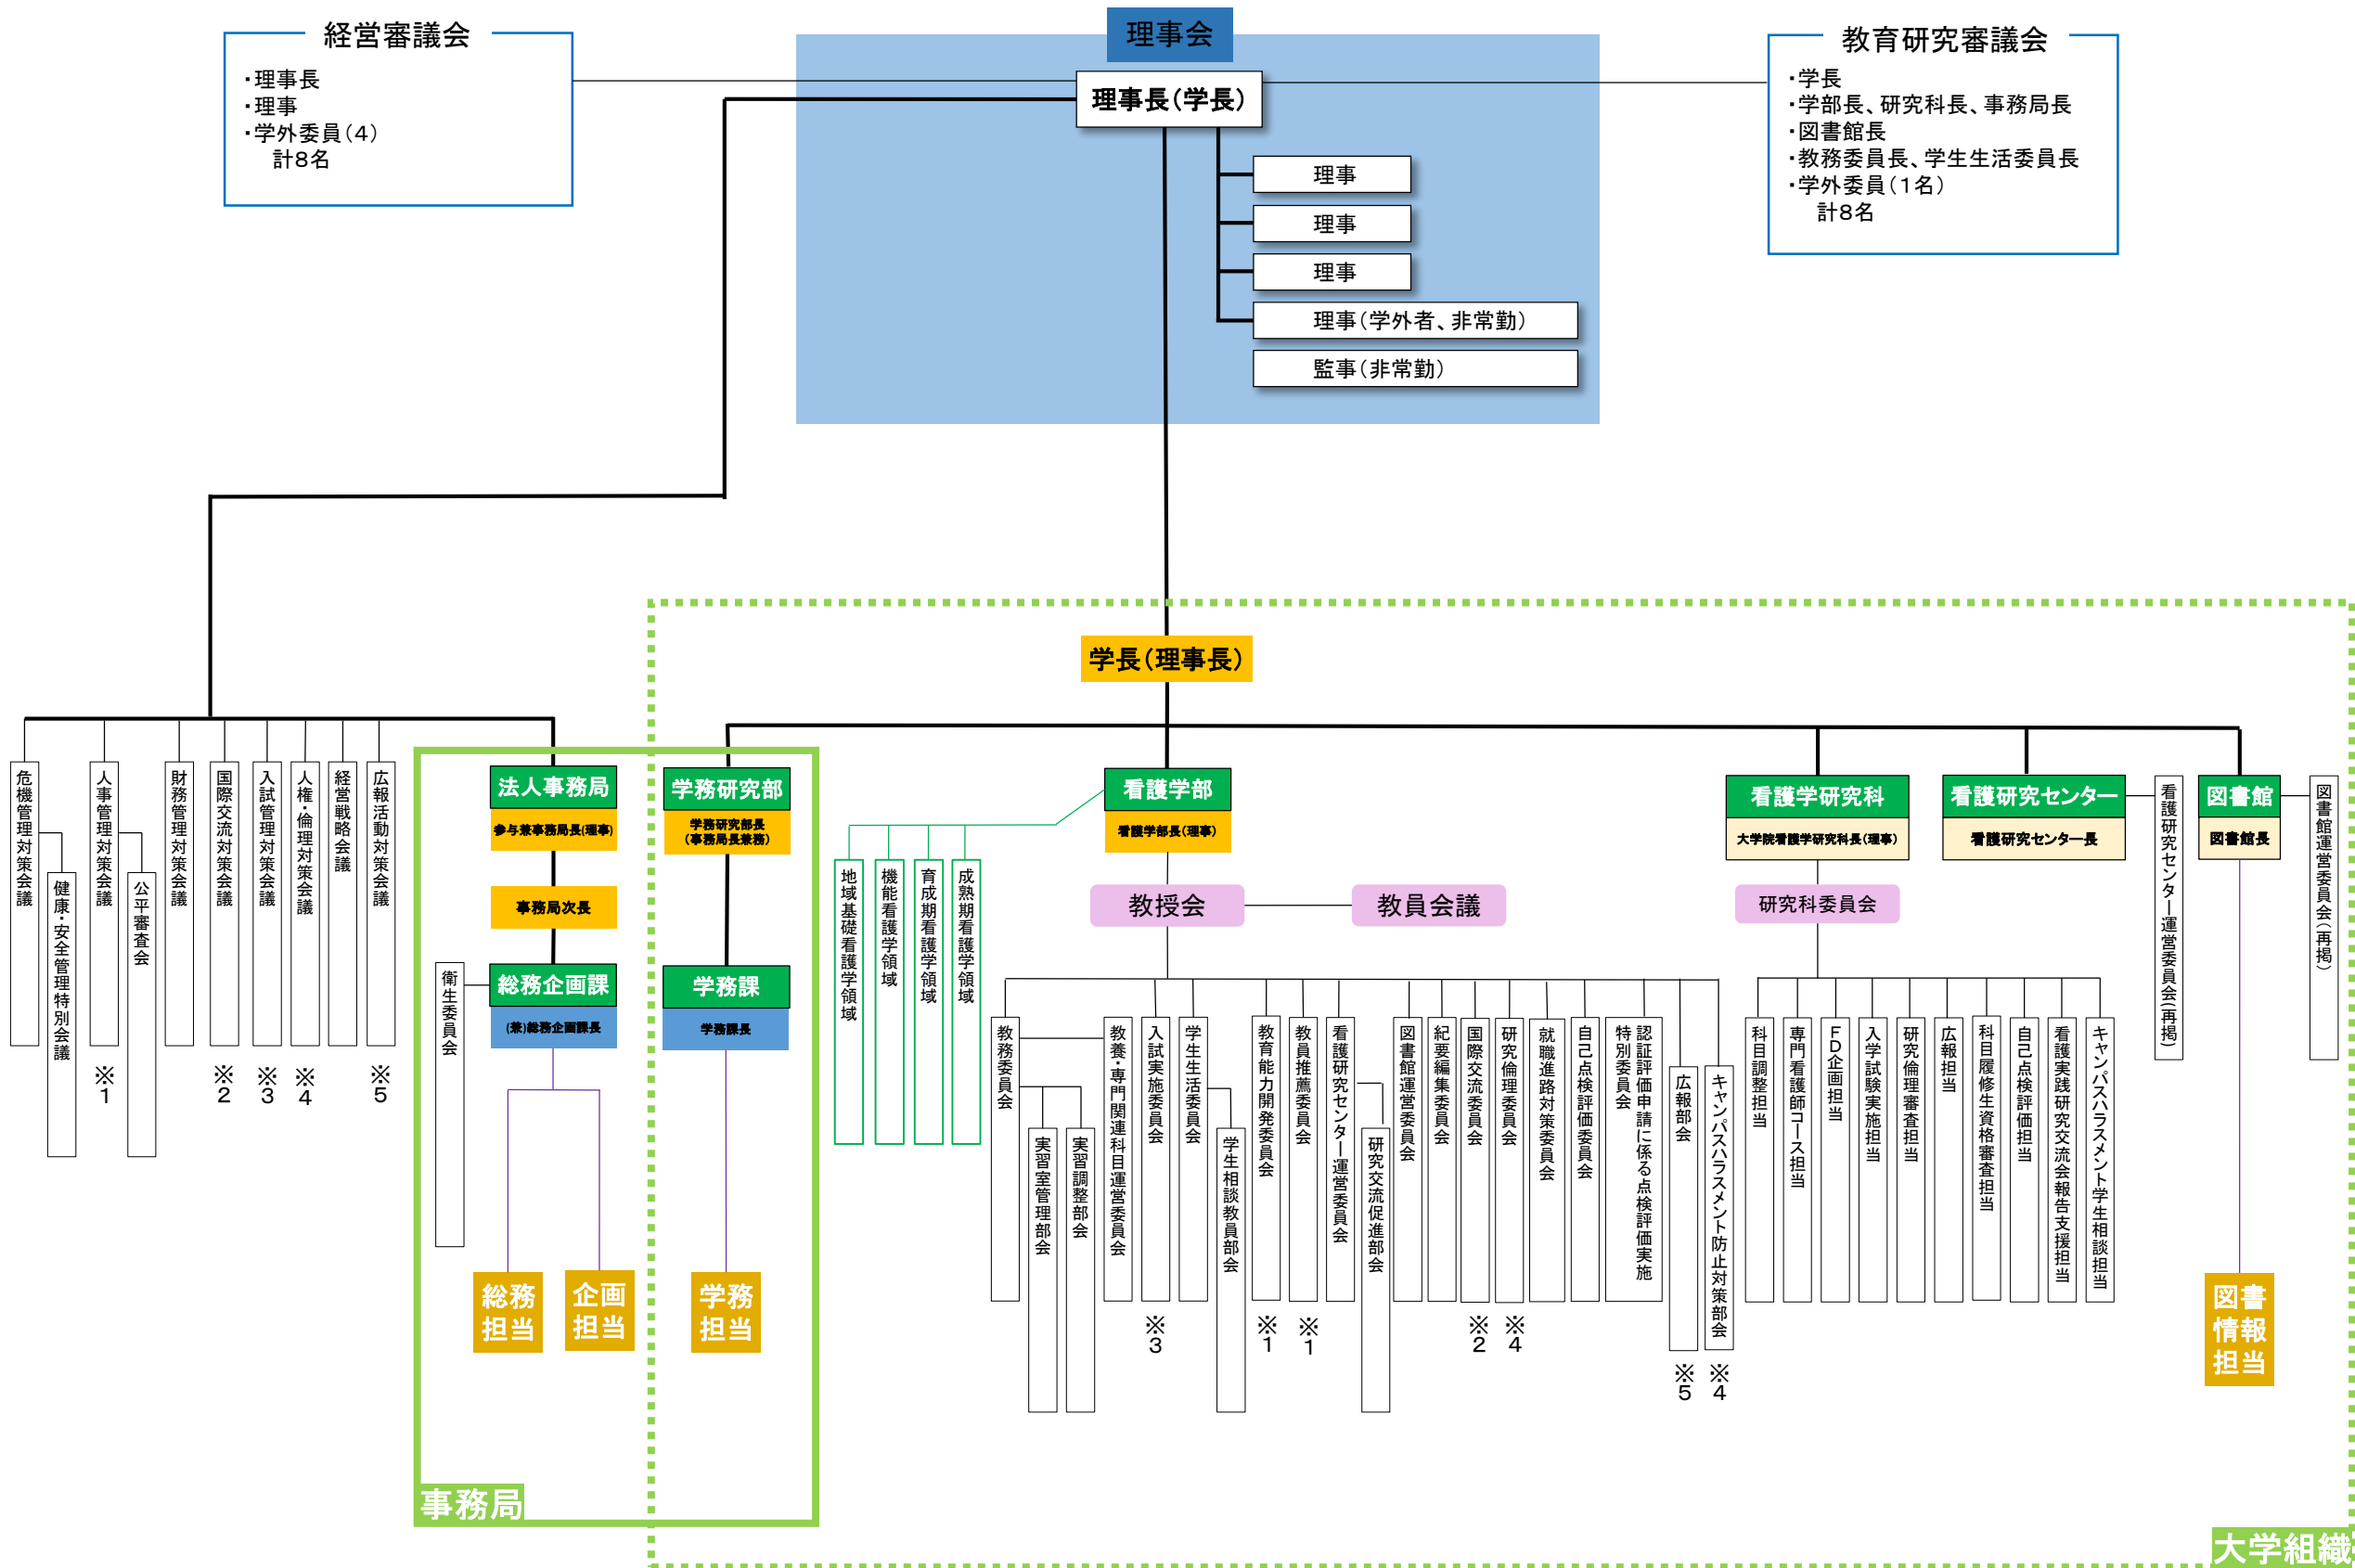 経営審議会
・理事長
・理事
・学外委員（4）
計8名
理事会
理事長（学長）
理事
理事
理事
理事（学外者、非常勤）
監事（非常勤）
教育研究審議会
・学長
・学部長、研究科長、事務局長
・図書館長
・教務委員長、学生生活委員長
・学外委員（1名）
計8名
学長（理事長）
危機管理対策会議
健康・安全管理特別会議
人事管理対策会議
※1
公平審査会
財務管理対策会議
国際交流対策会議
※2
入試管理対策会議
※3
人権・倫理対策会議
※4
経営戦略会議
広報活動対策会議
※5
法人事務局
参与兼事務局長(理事)
事務局次長
総務企画課
(兼)総務企画課長
衛生委員会
総務
担当
企画
担当
学務研究部
学務研究部長
（事務局長兼務）
学務課
学務課長
学務
担当
事務局
看護学部
看護学部長（理事）
地域基礎看護学領域
機能看護学領域
育成期看護学領域
成熟期看護学領域
教授会
教員会議
教務委員会
実習室管理部会
実習調整部会
教養・専門関連科目運営委員会
入試実施委員会
※3
学生生活委員会
学生相談教員部会
教育能力開発委員会
※1
教員推薦委員会
※1
看護研究センター運営委員会
研究交流促進部会
図書館運営委員会
紀要編集委員会
国際交流委員会
※2
研究倫理委員会
※4
就職進路対策委員会
自己点検評価委員会
認証評価申請に係る点検評価実施
特別委員会
広報部会
※5
キャンパスハラスメント防止対策部会
※4
看護学研究科
大学院看護学研究科長（理事）
研究科委員会
科目調整担当
専門看護師コース担当
FD企画担当
入学試験実施担当
研究倫理審査担当
広報担当
科目履修生資格審査担当
自己点検評価担当
看護実践研究交流会報告支援担当
キャンパスハラスメント学生相談担当
看護研究センター
看護研究センター長
看護研究センター運営委員会(再掲)
図書館
図書館長
図書館運営委員会（再掲）
図書
情報
担当
大学組織